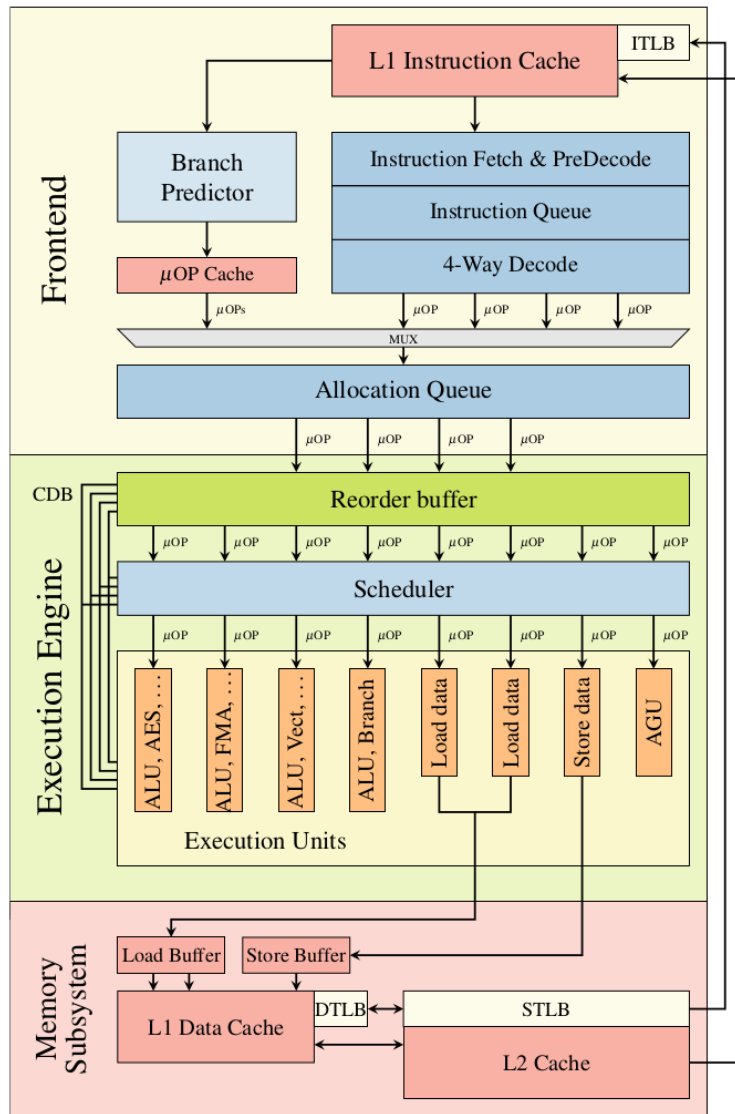 Frontend
L1 Instruction Cache
ITLB
Branch
Predictor
Instruction Fetch & PreDecode
Instruction Queue
4-Way Decode
μOP Cache
μOPs
μOP
μOP
μOP
μOP
MUX
Allocation Queue
μOP
μOP
μOP
μOP
Execution Engine
CDB
Reorder buffer
μOP
μOP
μOP
μOP
μOP
μOP
μOP
μOP
Scheduler
μOP
μOP
μOP
μOP
μOP
μOP
μOP
μOP
ALU, AES, …
ALU, FMA, …
ALU, Vect, …
ALU, Branch
Load data
Load data
Store data
AGU
Execution Units
Memory
Subsystem
Load Buffer
Store Buffer
L1 Data Cache
DTLB
STLB
L2 Cache